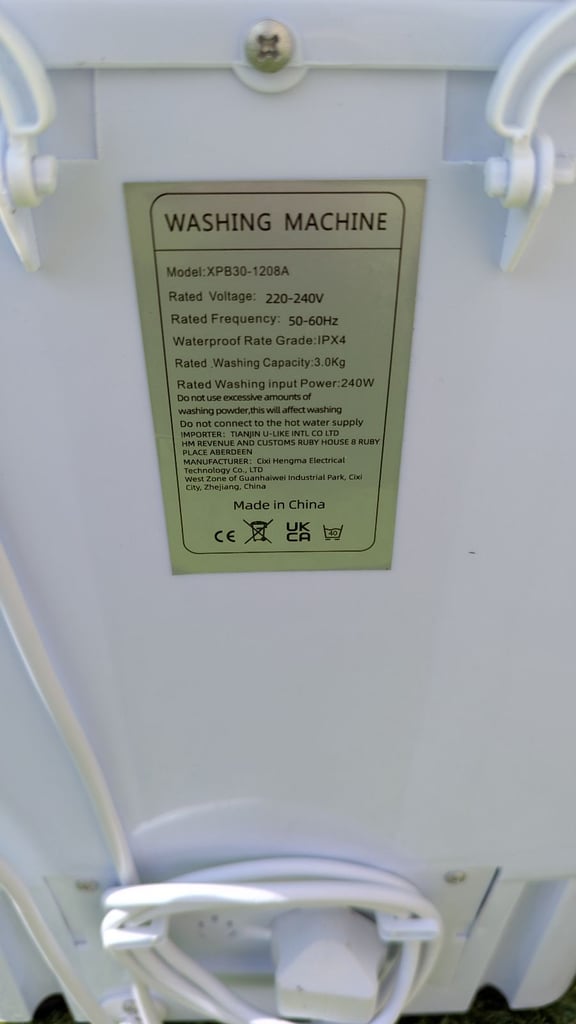 WASHING MACHINE
Model:XPB30-1208A
Rated Voltage: 220-240V
Rated Frequency: 50-60Hz
Waterproof Rate Grade:IPX4
Rated Washing Capacity:3.0Kg
Rated Washing input Power:240W
Do not use excessive amounts of
washing powder,this will affect washing
Do not connect to the hot water supply
IMPORTER: TIANJIN U-LIKE INTL CO LTD
HM REVENUE AND CUSTOMS RUBY HOUSE 8 RUBY
PLACE ABERDEEN
MANUFACTURER: Cixi Hengma Electrical
Technology Co., LTD
West Zone of Guanhaiwei Industrial Park, Cixi
City, Zhejiang, China
Made in China
CE UK CA 40